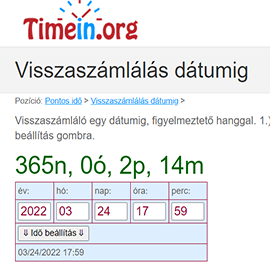 Timein.org
Visszaszámlálás dátumig
Pozíció: Pontos idő > Visszaszámlálás dátumig >
Visszaszámláló egy dátumig, figyelmeztető hanggal. 1.)
beállítás gombra.
365n, 0ó, 2p, 14m
év: hó: nap: óra: perc:
2022 03 24 17 59
⇓ Idő beállítás ⇓
03/24/2022 17:59